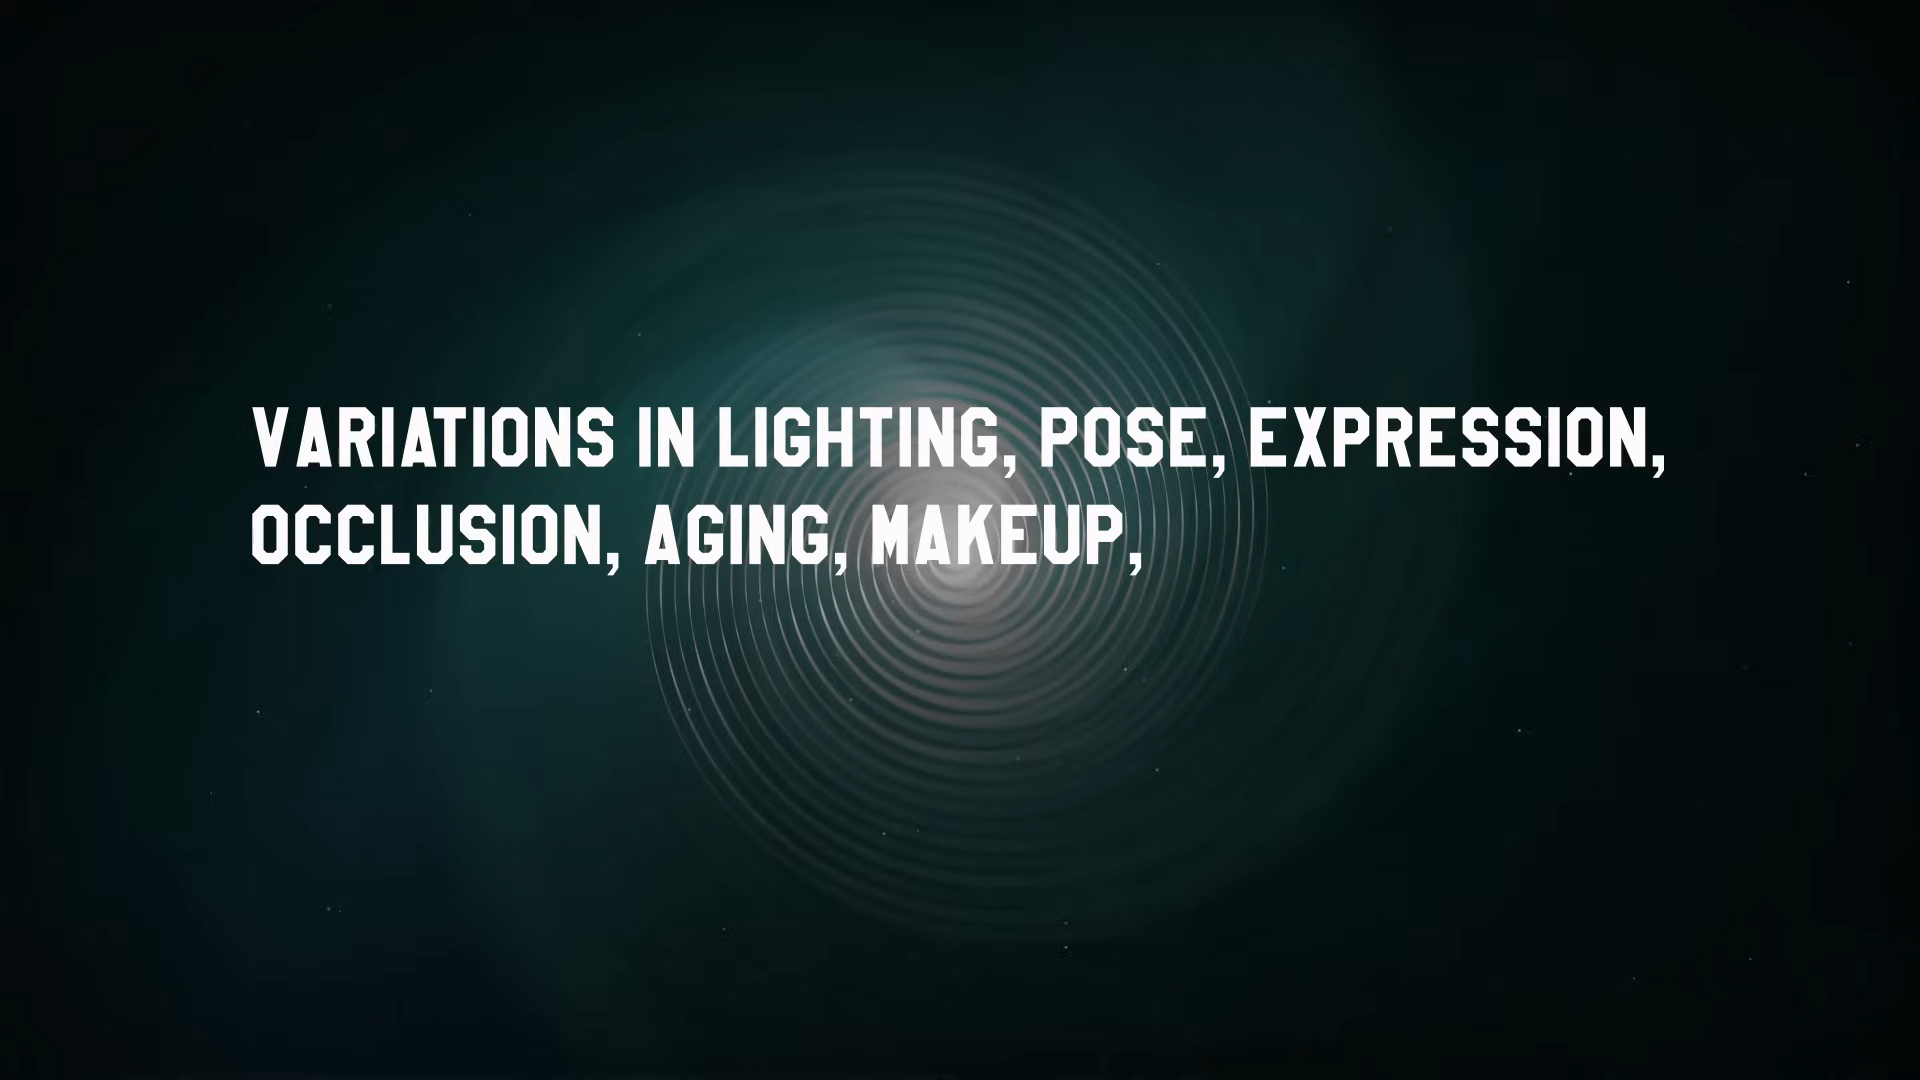 VARIATIONS IN LIGHTING, POSE, EXPRESSION,
OCCLUSION, AGING, MAKEUP,